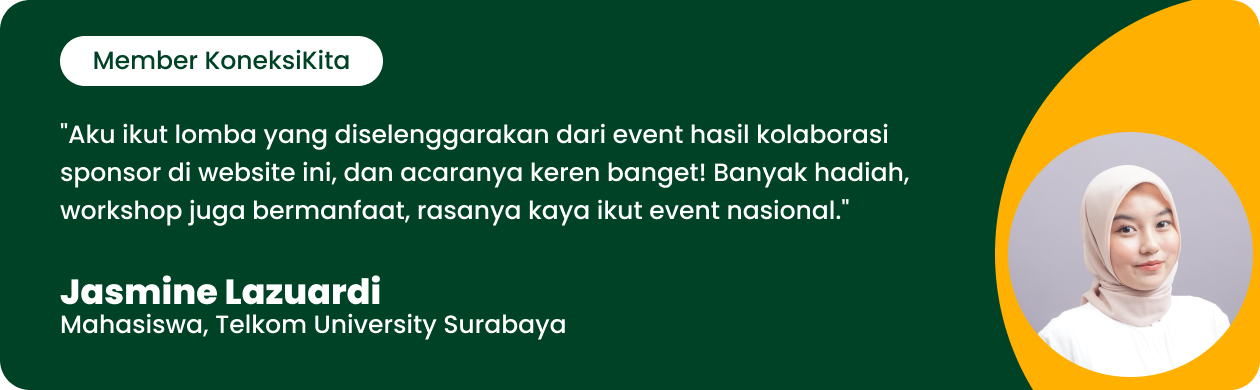 Member KoneksiKita
"Aku ikut lomba yang diselenggarakan dari event hasil kolaborasi
sponsor di website ini, dan acaranya keren banget! Banyak hadiah,
workshop juga bermanfaat, rasanya kaya ikut event nasional."
Jasmine Lazuardi
Mahasiswa, Telkom University Surabaya